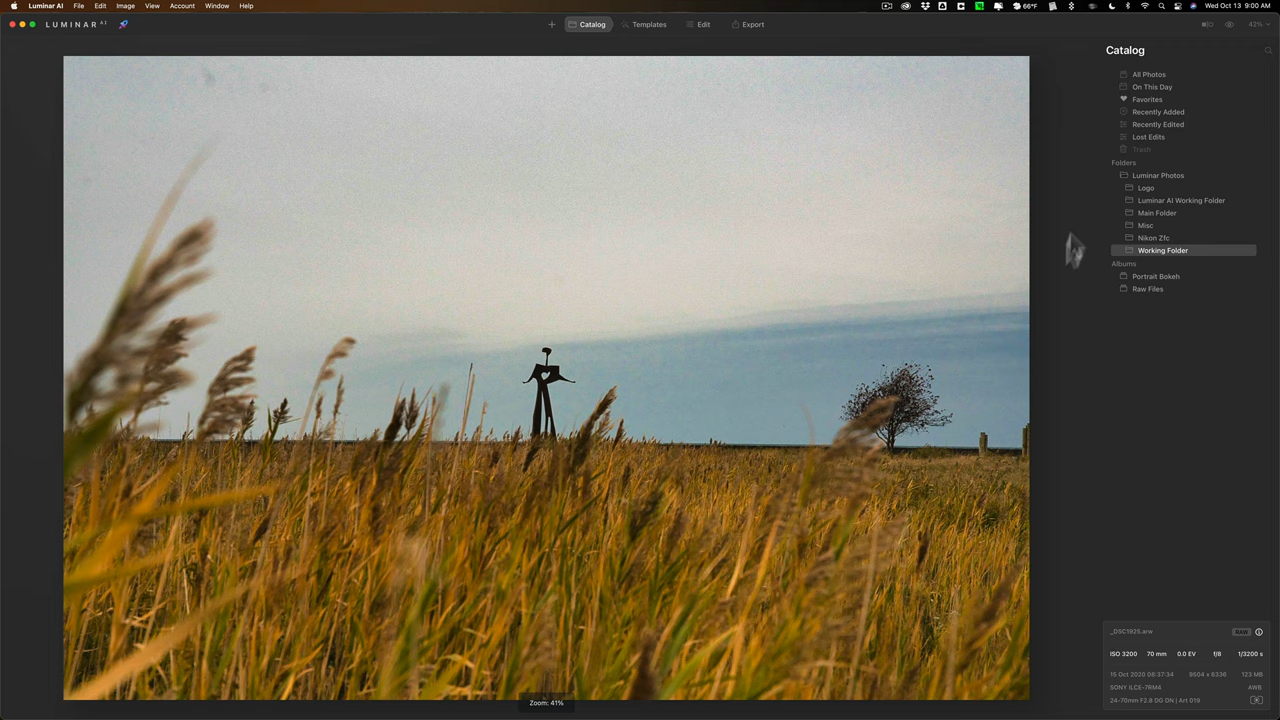 Luminar AI File Edit Image View Account Window Help 66°F Wed Oct 13 9:00 AM
LUMINAR AI Catalog Templates Edit Export 42%
Catalog
All Photos
On This Day
Favorites
Recently Added
Recently Edited
Lost Edits
Trash
Folders
Luminar Photos
Logo
Luminar AI Working Folder
Main Folder
Misc
Nikon Zfc
Working Folder
Albums
Portrait Bokeh
Raw Files
_DSC1925.arw RAW
ISO 3200 70 mm 0.0 EV f/8 1/3200 s
15 Oct 2020 08:37:34 9504 x 6336 123 MB
SONY ILCE-7RM4 AWB
24-70mm F2.8 DG DN | Art 019
Zoom: 41%